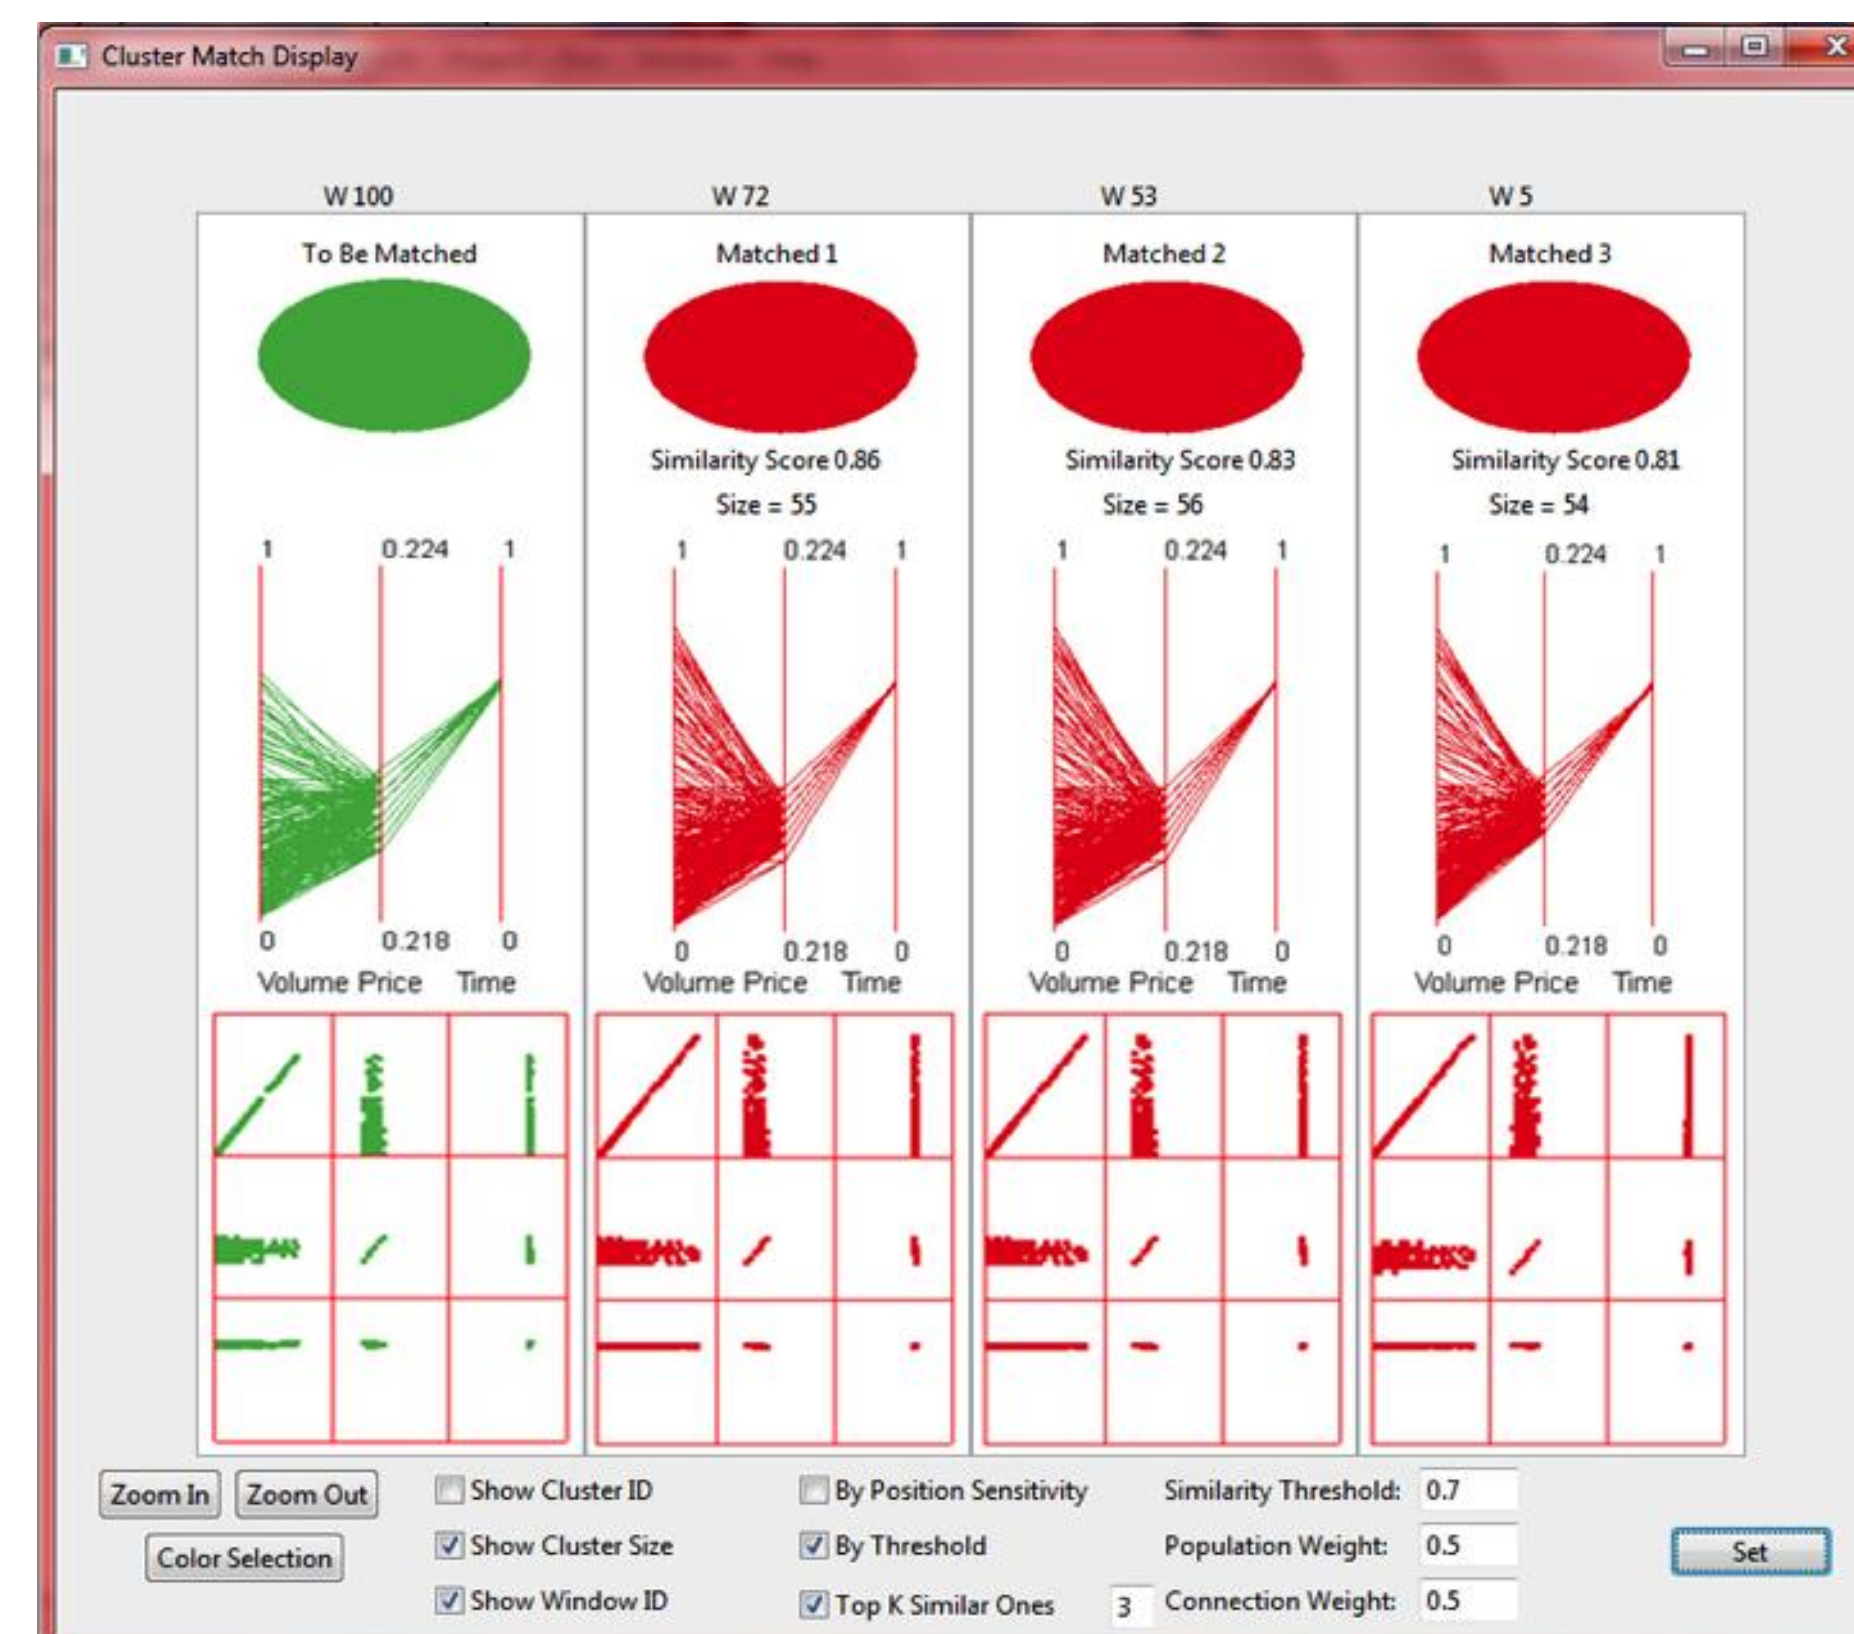 Cluster Match Display
W 100 W 72 W 53 W 5
To Be Matched Matched 1 Matched 2 Matched 3
Similarity Score 0.86 Similarity Score 0.83 Similarity Score 0.81
Size = 55 Size = 56 Size = 54
1 0.224 1 1 0.224 1 1 0.224 1 1 0.224 1
0 0.218 0 0 0.218 0 0 0.218 0 0 0.218 0
Volume Price Time Volume Price Time Volume Price Time Volume Price Time
Zoom In Zoom Out Show Cluster ID By Position Sensitivity Similarity Threshold: 0.7
Color Selection Show Cluster Size By Threshold Population Weight: 0.5 Set
Show Window ID Top K Similar Ones 3 Connection Weight: 0.5